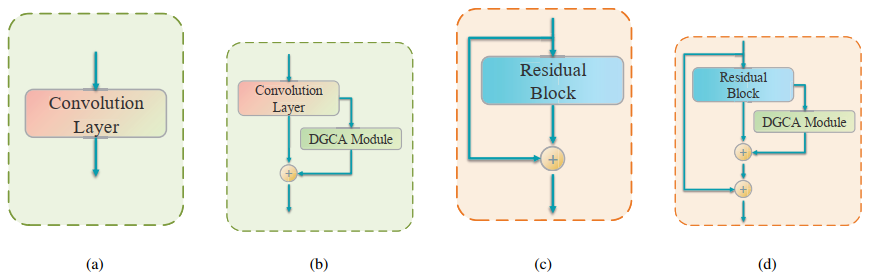 Convolution
Layer
(a)
Convolution
Layer
DGCA Module
+
(b)
Residual
Block
+
(c)
Residual
Block
DGCA Module
+
+
(d)